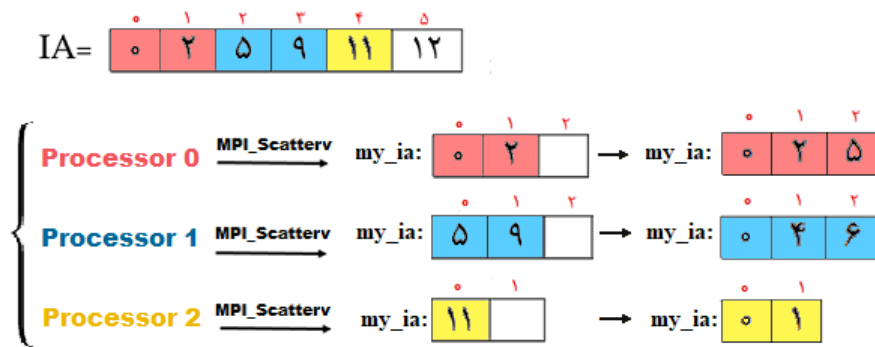 ۰ ۱ ۲ ۳ ۴ ۵
IA= ۰ ۲ ۵ ۹ ۱۱ ۱۲
۰ ۱ ۲ ۰ ۱ ۲
Processor 0 MPI_Scatterv my_ia: ۰ ۲ my_ia: ۰ ۲ ۵
۰ ۱ ۲ ۰ ۱ ۲
Processor 1 MPI_Scatterv my_ia: ۵ ۹ my_ia: ۰ ۴ ۶
۰ ۱ ۰ ۱
Processor 2 MPI_Scatterv my_ia: ۱۱ my_ia: ۰ ۱